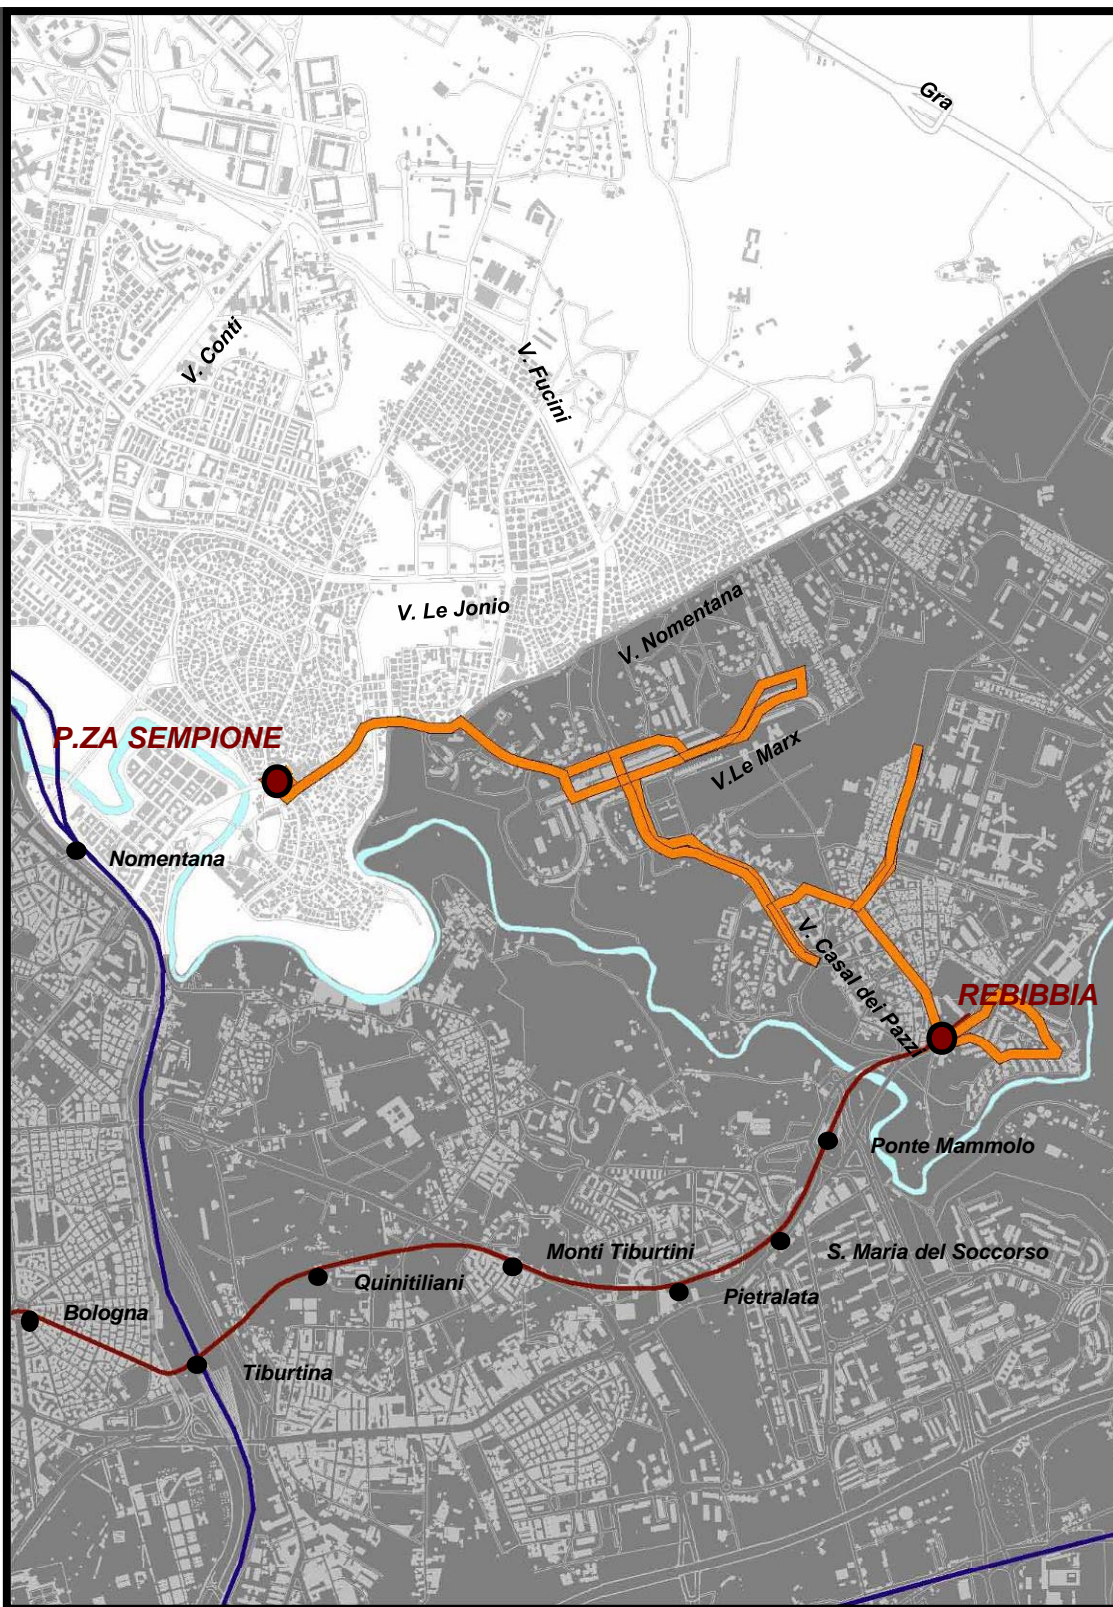 Gra
V. Conti
V. Fucini
V. Le Jonio
V. Nomentana
P.ZA SEMPIONE
V.Le Marx
Nomentana
V. Casal dei Pazzi
REBIBBIA
Ponte Mammolo
Monti Tiburtini
S. Maria del Soccorso
Quinitiliani
Pietralata
Bologna
Tiburtina